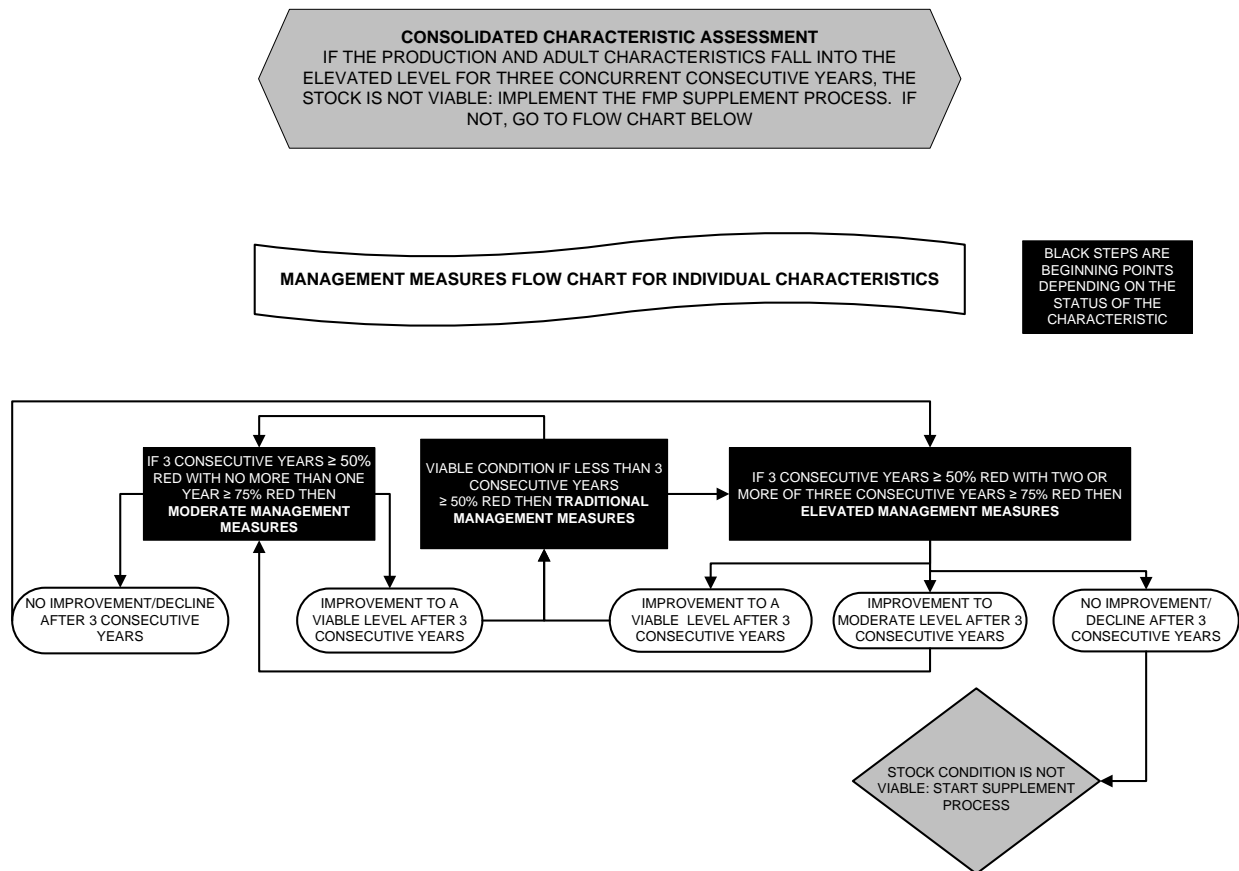 CONSOLIDATED CHARACTERISTIC ASSESSMENT
IF THE PRODUCTION AND ADULT CHARACTERISTICS FALL INTO THE
ELEVATED LEVEL FOR THREE CONCURRENT CONSECUTIVE YEARS, THE
STOCK IS NOT VIABLE: IMPLEMENT THE FMP SUPPLEMENT PROCESS. IF
NOT, GO TO FLOW CHART BELOW
MANAGEMENT MEASURES FLOW CHART FOR INDIVIDUAL CHARACTERISTICS
BLACK STEPS ARE
BEGINNING POINTS
DEPENDING ON THE
STATUS OF THE
CHARACTERISTIC
IF 3 CONSECUTIVE YEARS ≥ 50%
RED WITH NO MORE THAN ONE
YEAR ≥ 75% RED THEN
MODERATE MANAGEMENT
MEASURES
VIABLE CONDITION IF LESS THAN 3
CONSECUTIVE YEARS
≥ 50% RED THEN TRADITIONAL
MANAGEMENT MEASURES
IF 3 CONSECUTIVE YEARS ≥ 50% RED WITH TWO OR
MORE OF THREE CONSECUTIVE YEARS ≥ 75% RED THEN
ELEVATED MANAGEMENT MEASURES
NO IMPROVEMENT/DECLINE
AFTER 3 CONSECUTIVE
YEARS
IMPROVEMENT TO A
VIABLE LEVEL AFTER 3
CONSECUTIVE YEARS
IMPROVEMENT TO A
VIABLE LEVEL AFTER 3
CONSECUTIVE YEARS
IMPROVEMENT TO
MODERATE LEVEL AFTER 3
CONSECUTIVE YEARS
NO IMPROVEMENT/
DECLINE AFTER 3
CONSECUTIVE YEARS
STOCK CONDITION IS NOT
VIABLE: START SUPPLEMENT
PROCESS